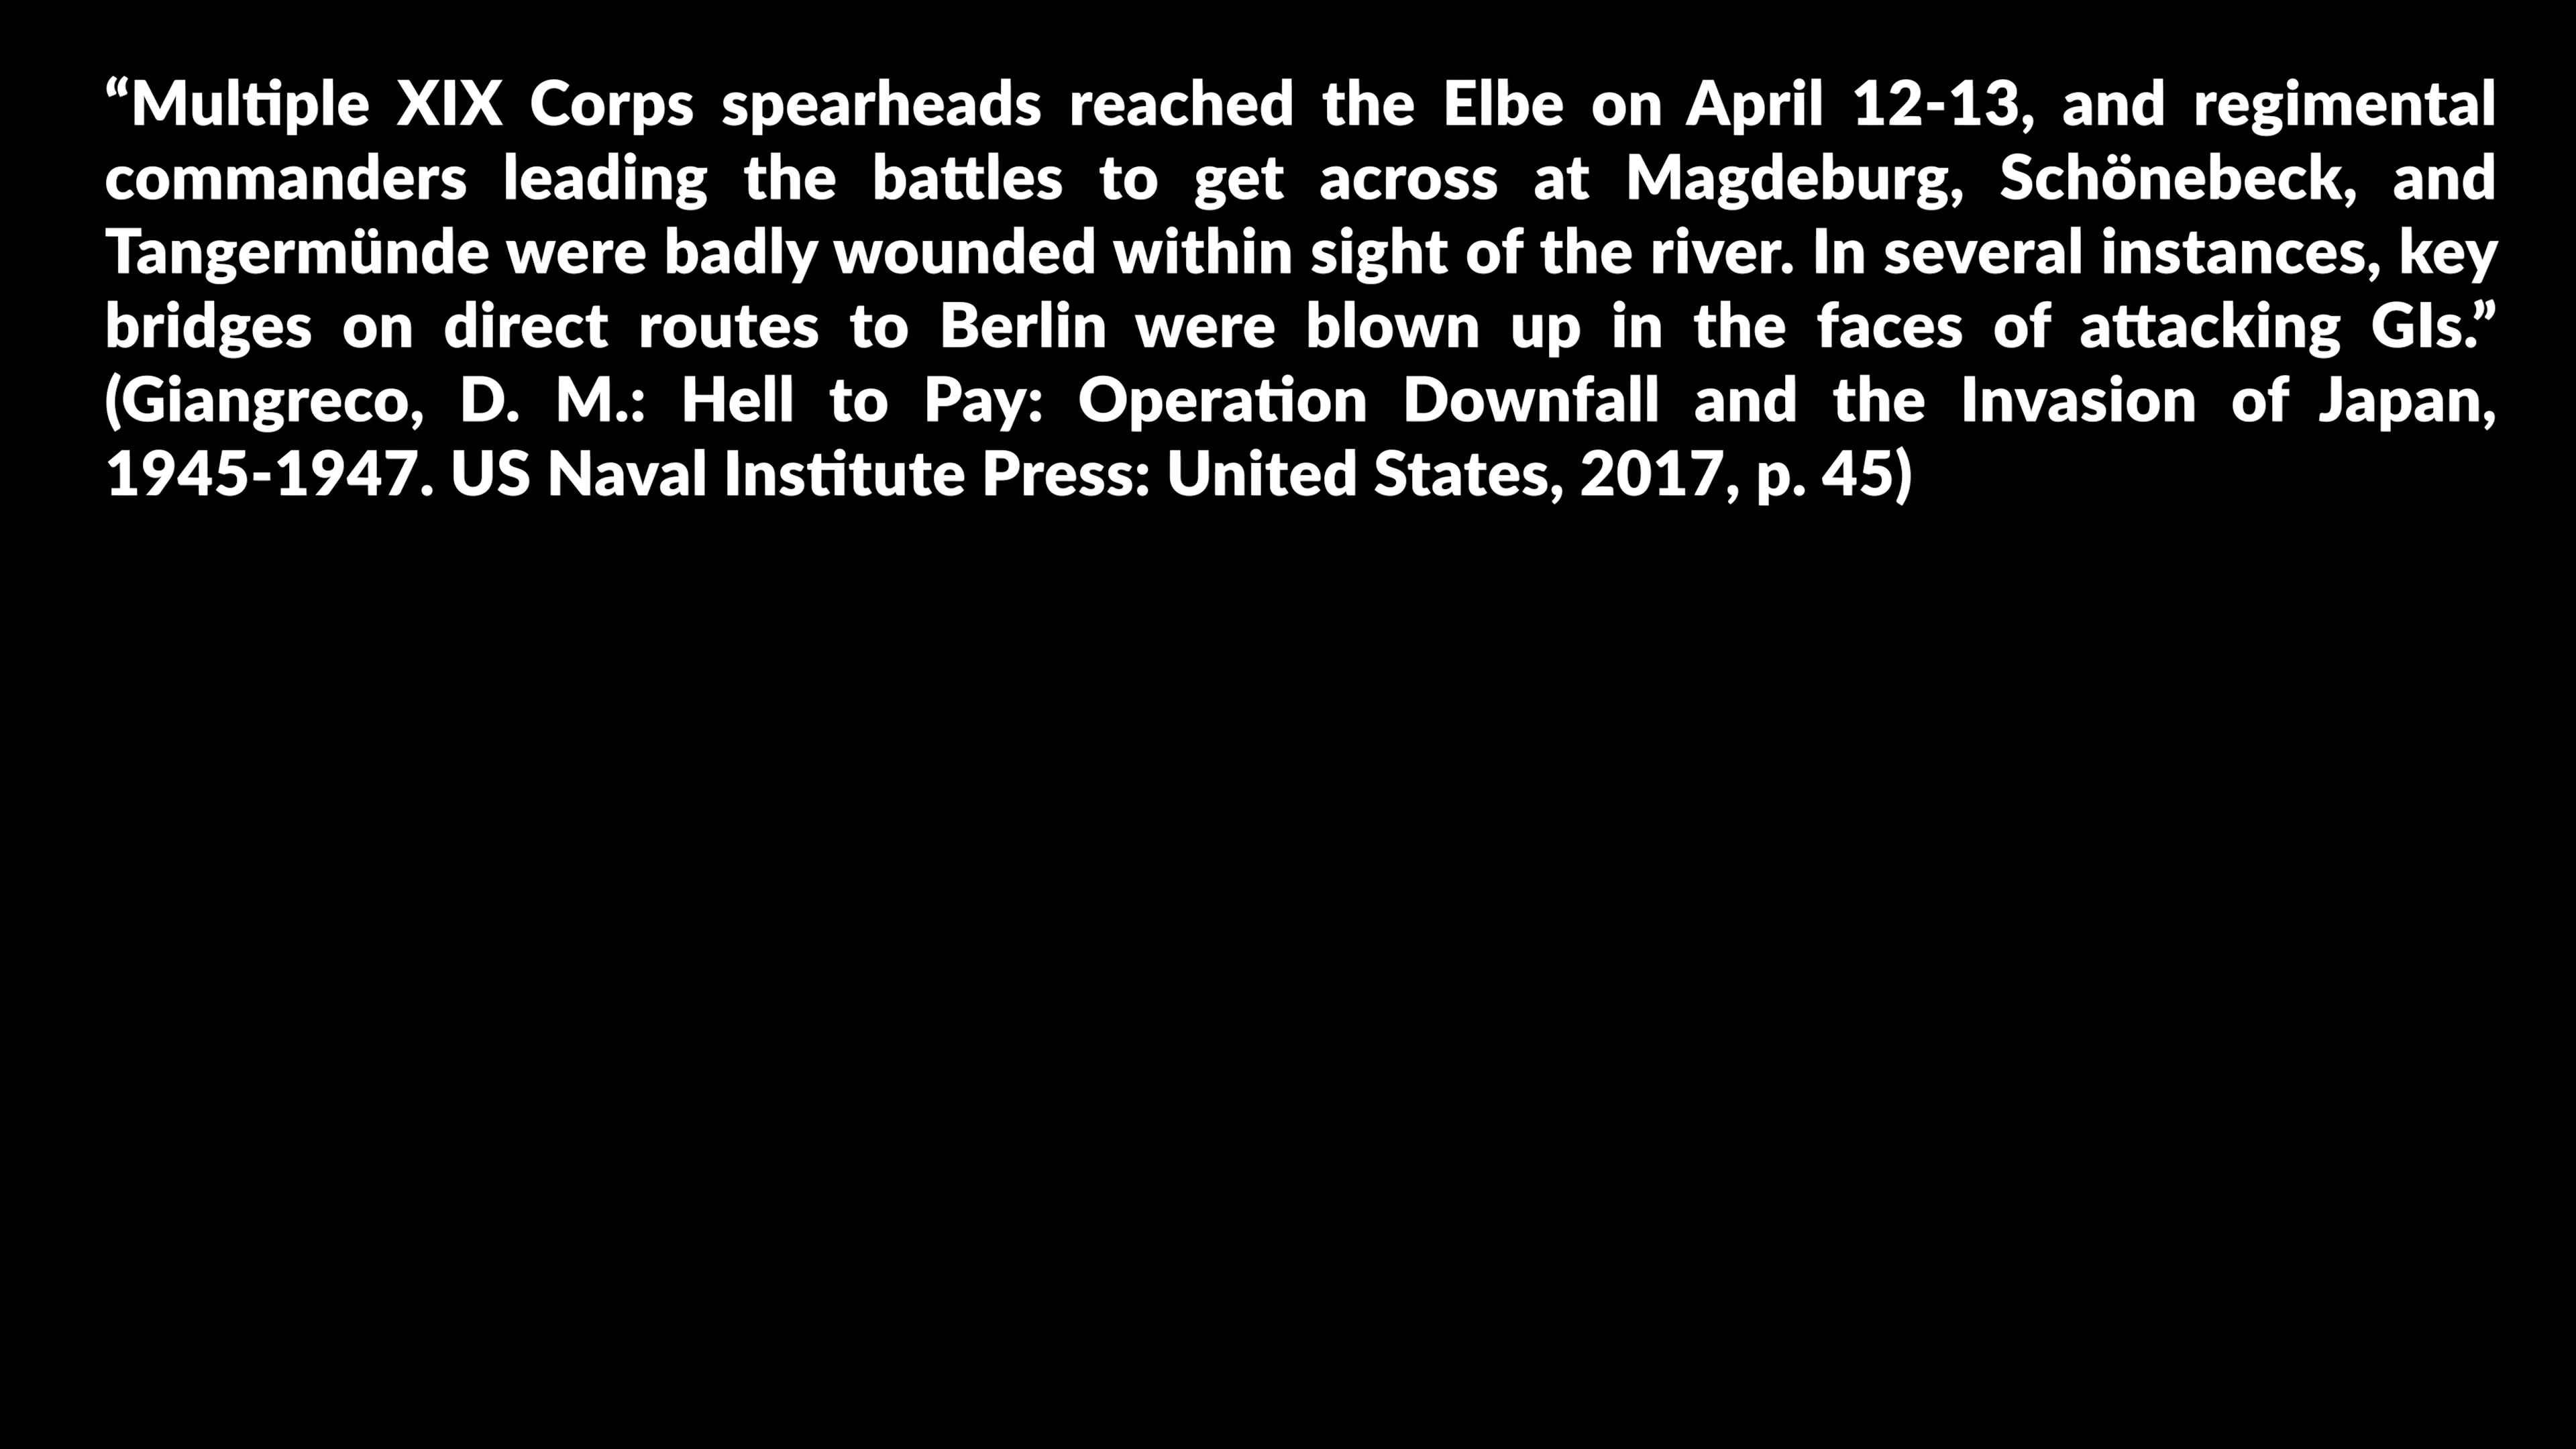 “Multiple XIX Corps spearheads reached the Elbe on April 12-13, and regimental
commanders leading the battles to get across at Magdeburg, Schönebeck, and
Tangermünde were badly wounded within sight of the river. In several instances, key
bridges on direct routes to Berlin were blown up in the faces of attacking GIs.”
(Giangreco, D. M.: Hell to Pay: Operation Downfall and the Invasion of Japan,
1945-1947. US Naval Institute Press: United States, 2017, p. 45)